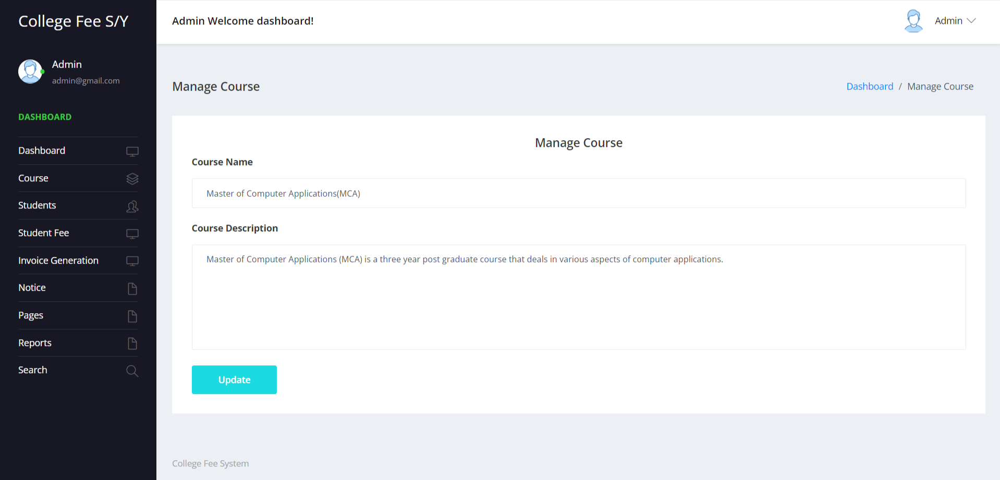 College Fee S/Y
Admin
admin@gmail.com
DASHBOARD
Dashboard
Course
Students
Student Fee
Invoice Generation
Notice
Pages
Reports
Search
Admin Welcome dashboard!
Admin
Manage Course
Dashboard / Manage Course
Manage Course
Course Name
Master of Computer Applications(MCA)
Course Description
Master of Computer Applications (MCA) is a three year post graduate course that deals in various aspects of computer applications.
Update
College Fee System